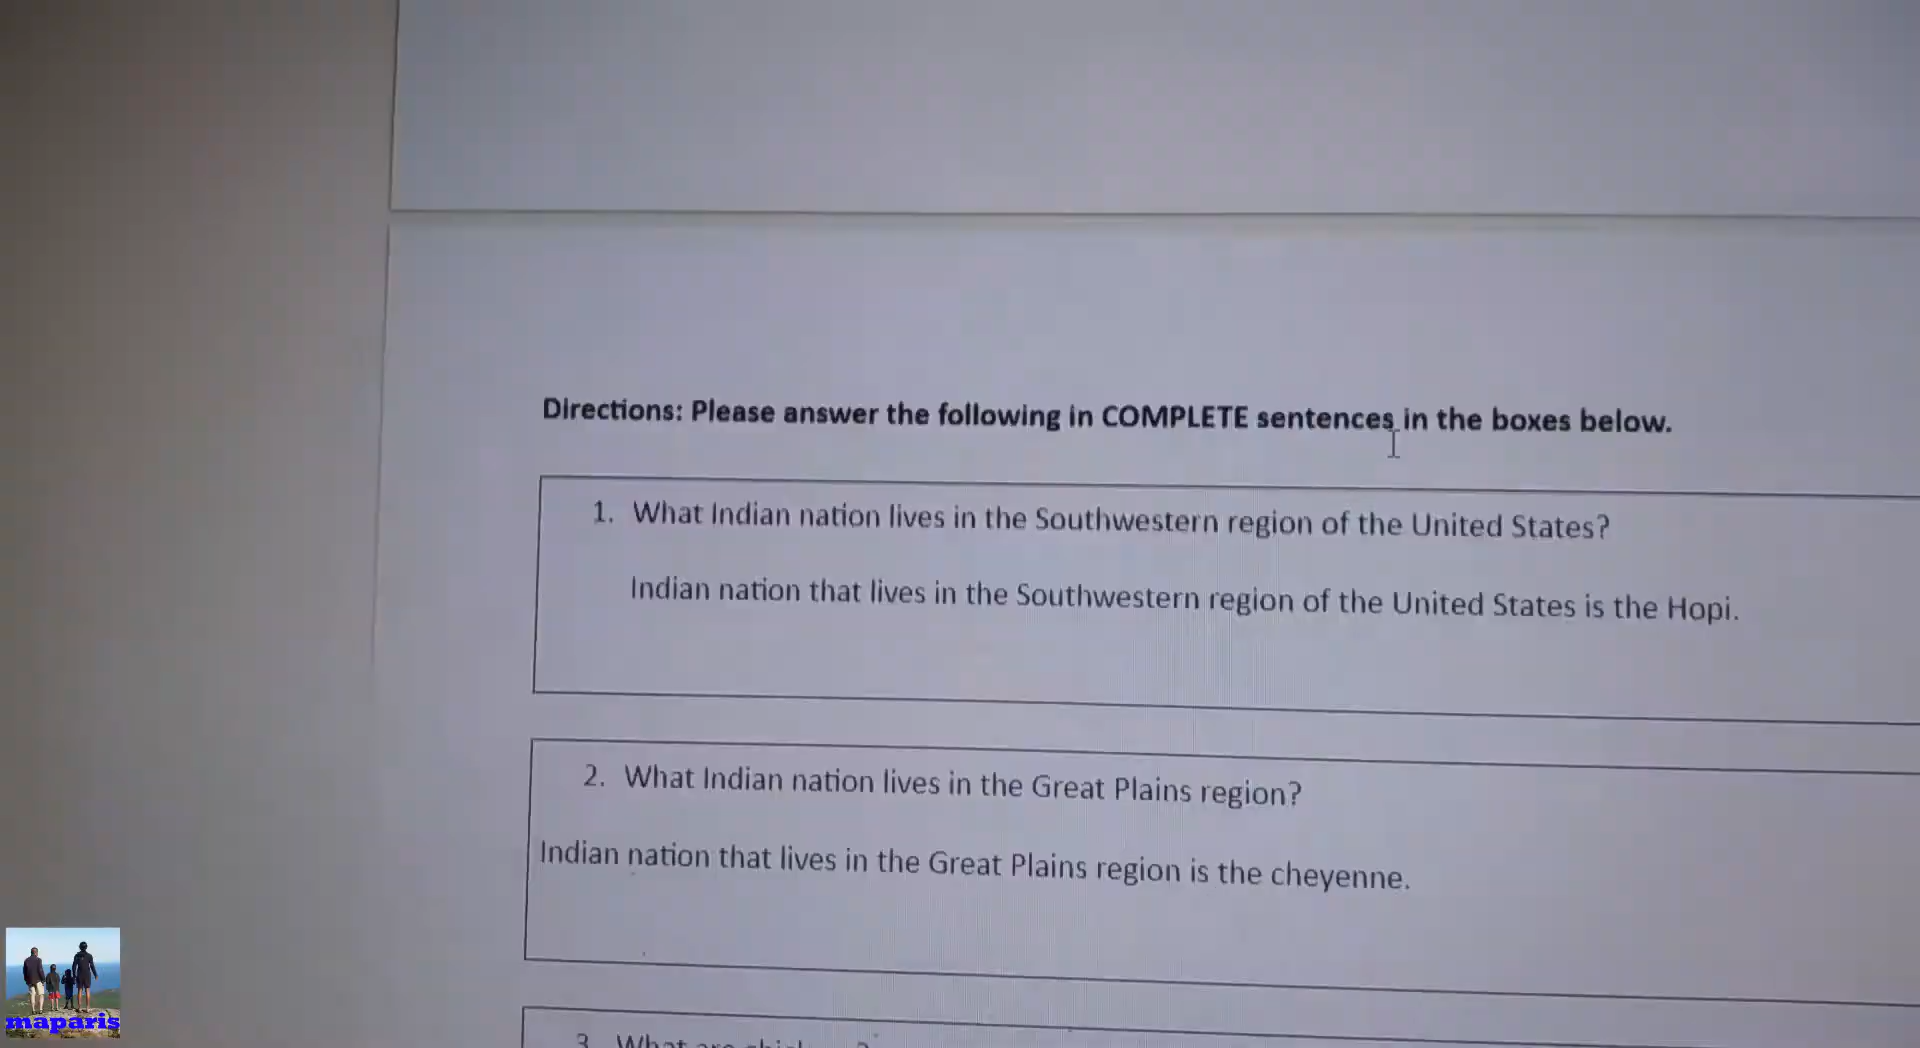 Directions: Please answer the following in COMPLETE sentences in the boxes below.
1. What Indian nation lives in the Southwestern region of the United States?
Indian nation that lives in the Southwestern region of the United States is the Hopi.
2. What Indian nation lives in the Great Plains region?
Indian nation that lives in the Great Plains region is the cheyenne.
3. What are
maparis